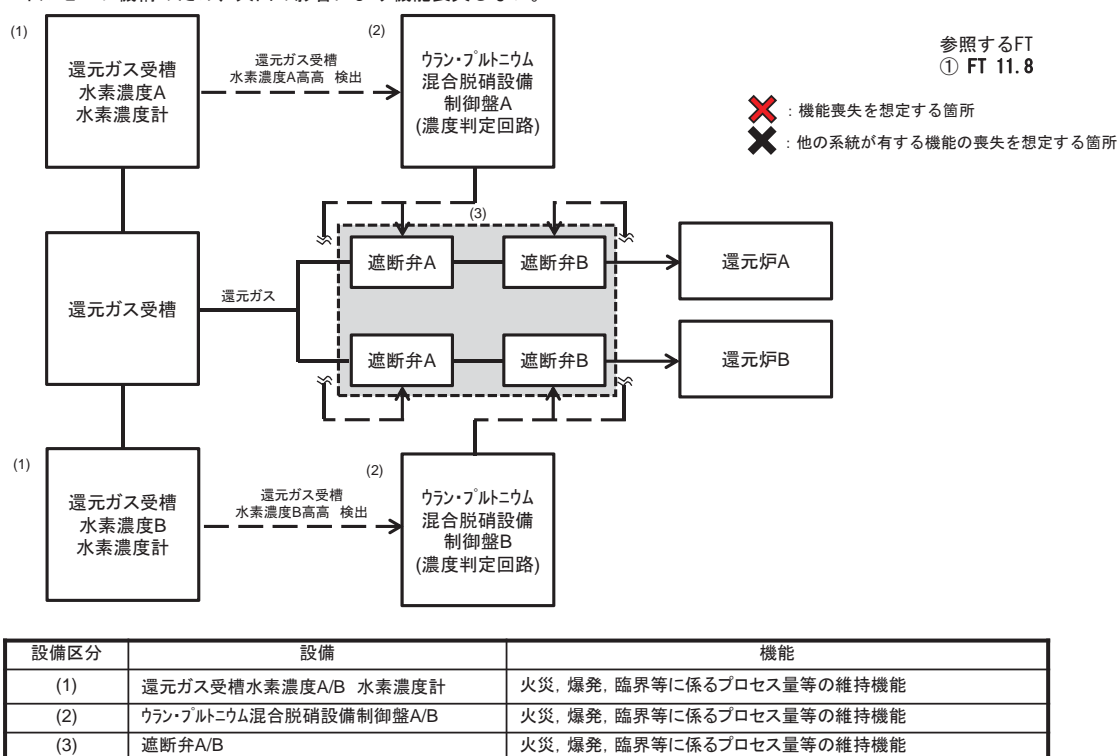 (1)
還元ガス受槽
水素濃度A
水素濃度計
還元ガス受槽
水素濃度A高高 検出
(2)
ウラン・プルトニウム
混合脱硝設備
制御盤A
(濃度判定回路)
参照するFT
① FT 11.8
：機能喪失を想定する箇所
：他の系統が有する機能の喪失を想定する箇所
(3)
還元ガス受槽
還元ガス
遮断弁A
遮断弁B
還元炉A
遮断弁A
遮断弁B
還元炉B
(1)
還元ガス受槽
水素濃度B
水素濃度計
還元ガス受槽
水素濃度B高高 検出
(2)
ウラン・プルトニウム
混合脱硝設備
制御盤B
(濃度判定回路)
設備区分 設備 機能
(1) 還元ガス受槽水素濃度A/B 水素濃度計 火災，爆発，臨界等に係るプロセス量等の維持機能
(2) ウラン・プルトニウム混合脱硝設備制御盤A/B 火災，爆発，臨界等に係るプロセス量等の維持機能
(3) 遮断弁A/B 火災，爆発，臨界等に係るプロセス量等の維持機能